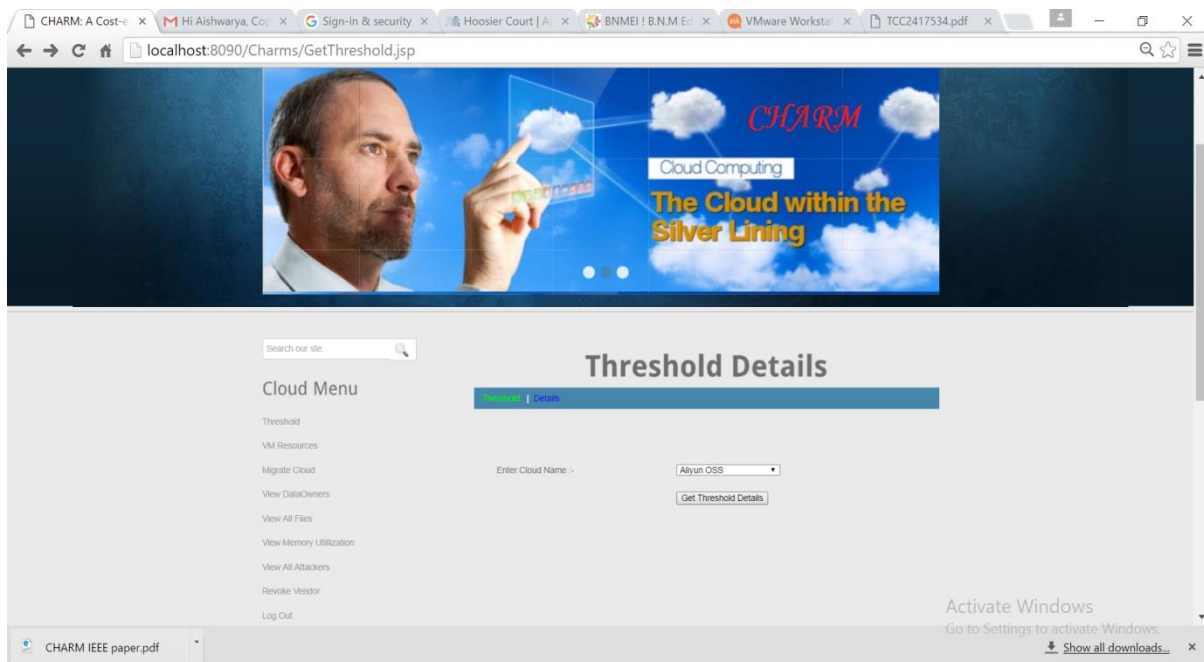 CHARM: A Cost-e
Hi Aishwarya, Cop
Sign-in & security
Hoosier Court | A
BNMEI ! B.N.M Ed
VMware Workstat
TCC2417534.pdf
localhost:8090/Charms/GetThreshold.jsp
CHARM
Cloud Computing
The Cloud within the
Silver Lining
Search our ste:
Threshold Details
Cloud Menu
Threshold | Details
Threshold
VM Resources
Migrate Cloud
Enter Cloud Name :-
Aliyun OSS
View DataOwners
Get Threshold Details
View All Files
View Memory Utillization
View All Attackers
Revoke Vendor
Log Out
Activate Windows
Go to Settings to activate Windows.
CHARM IEEE paper.pdf
Show all downloads...